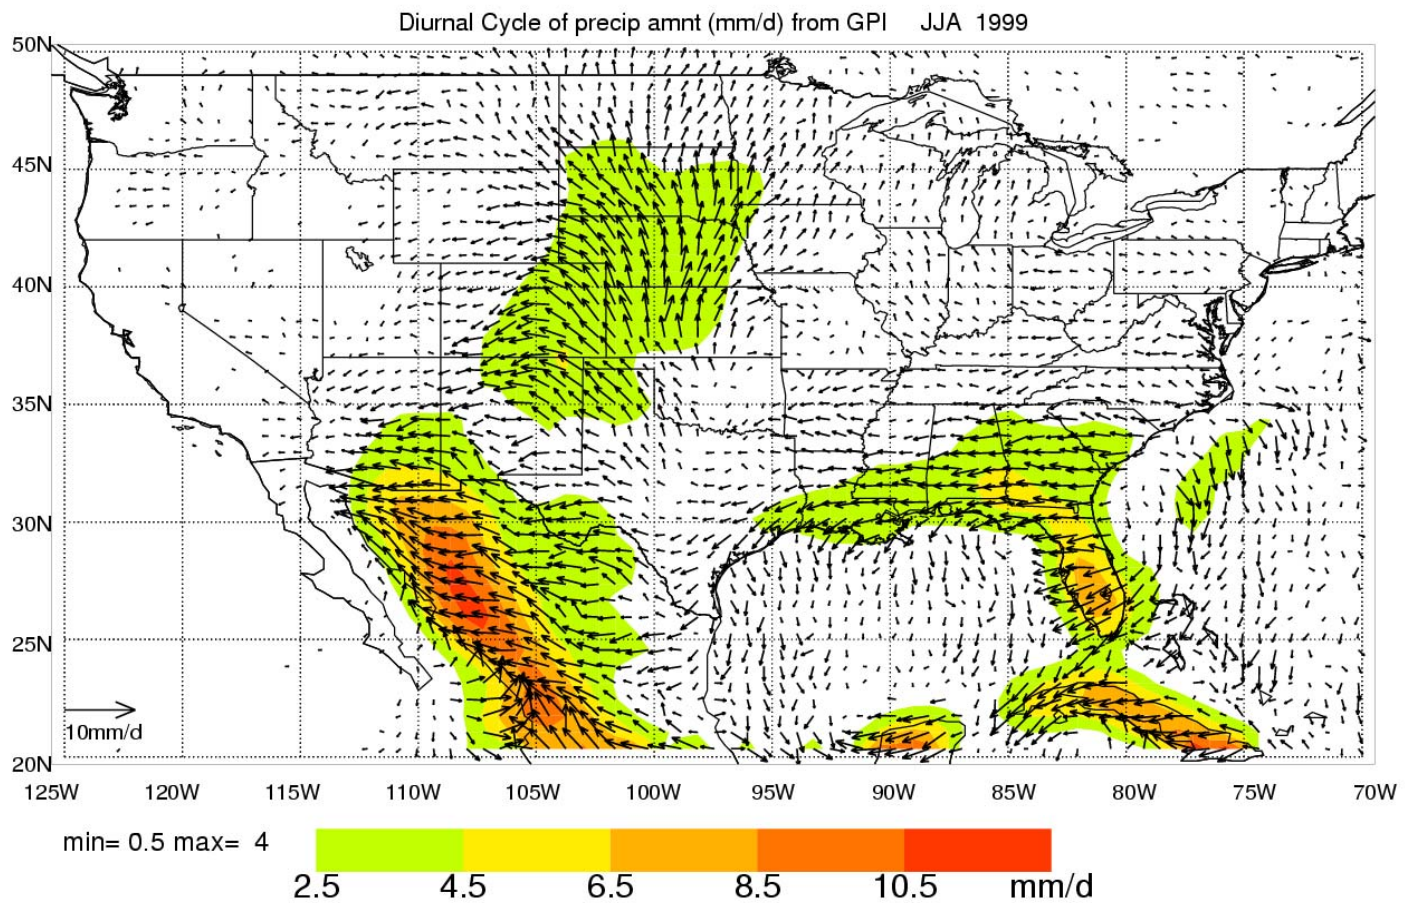 Diurnal Cycle of precip amnt (mm/d) from GPI JJA 1999
50N
45N
40N
35N
30N
25N
10mm/d
20N
125W 120W 115W 110W 105W 100W 95W 90W 85W 80W 75W 70W
min= 0.5 max= 4
2.5 4.5 6.5 8.5 10.5 mm/d